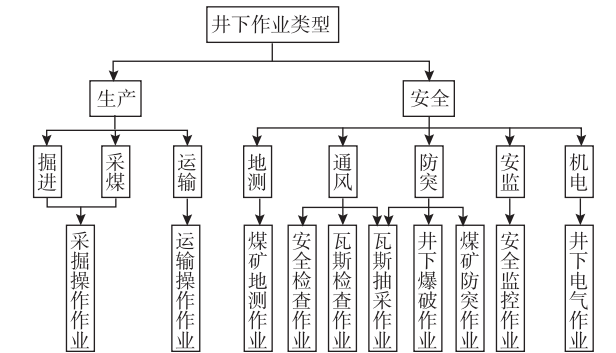 井下作业类型
生产
安全
掘进
采煤
运输
地测
通风
防突
安监
机电
采掘操作作业
运输操作作业
煤矿地测作业
安全检查作业
瓦斯检查作业
瓦斯抽采作业
井下爆破作业
煤矿防突作业
安全监控作业
井下电气作业